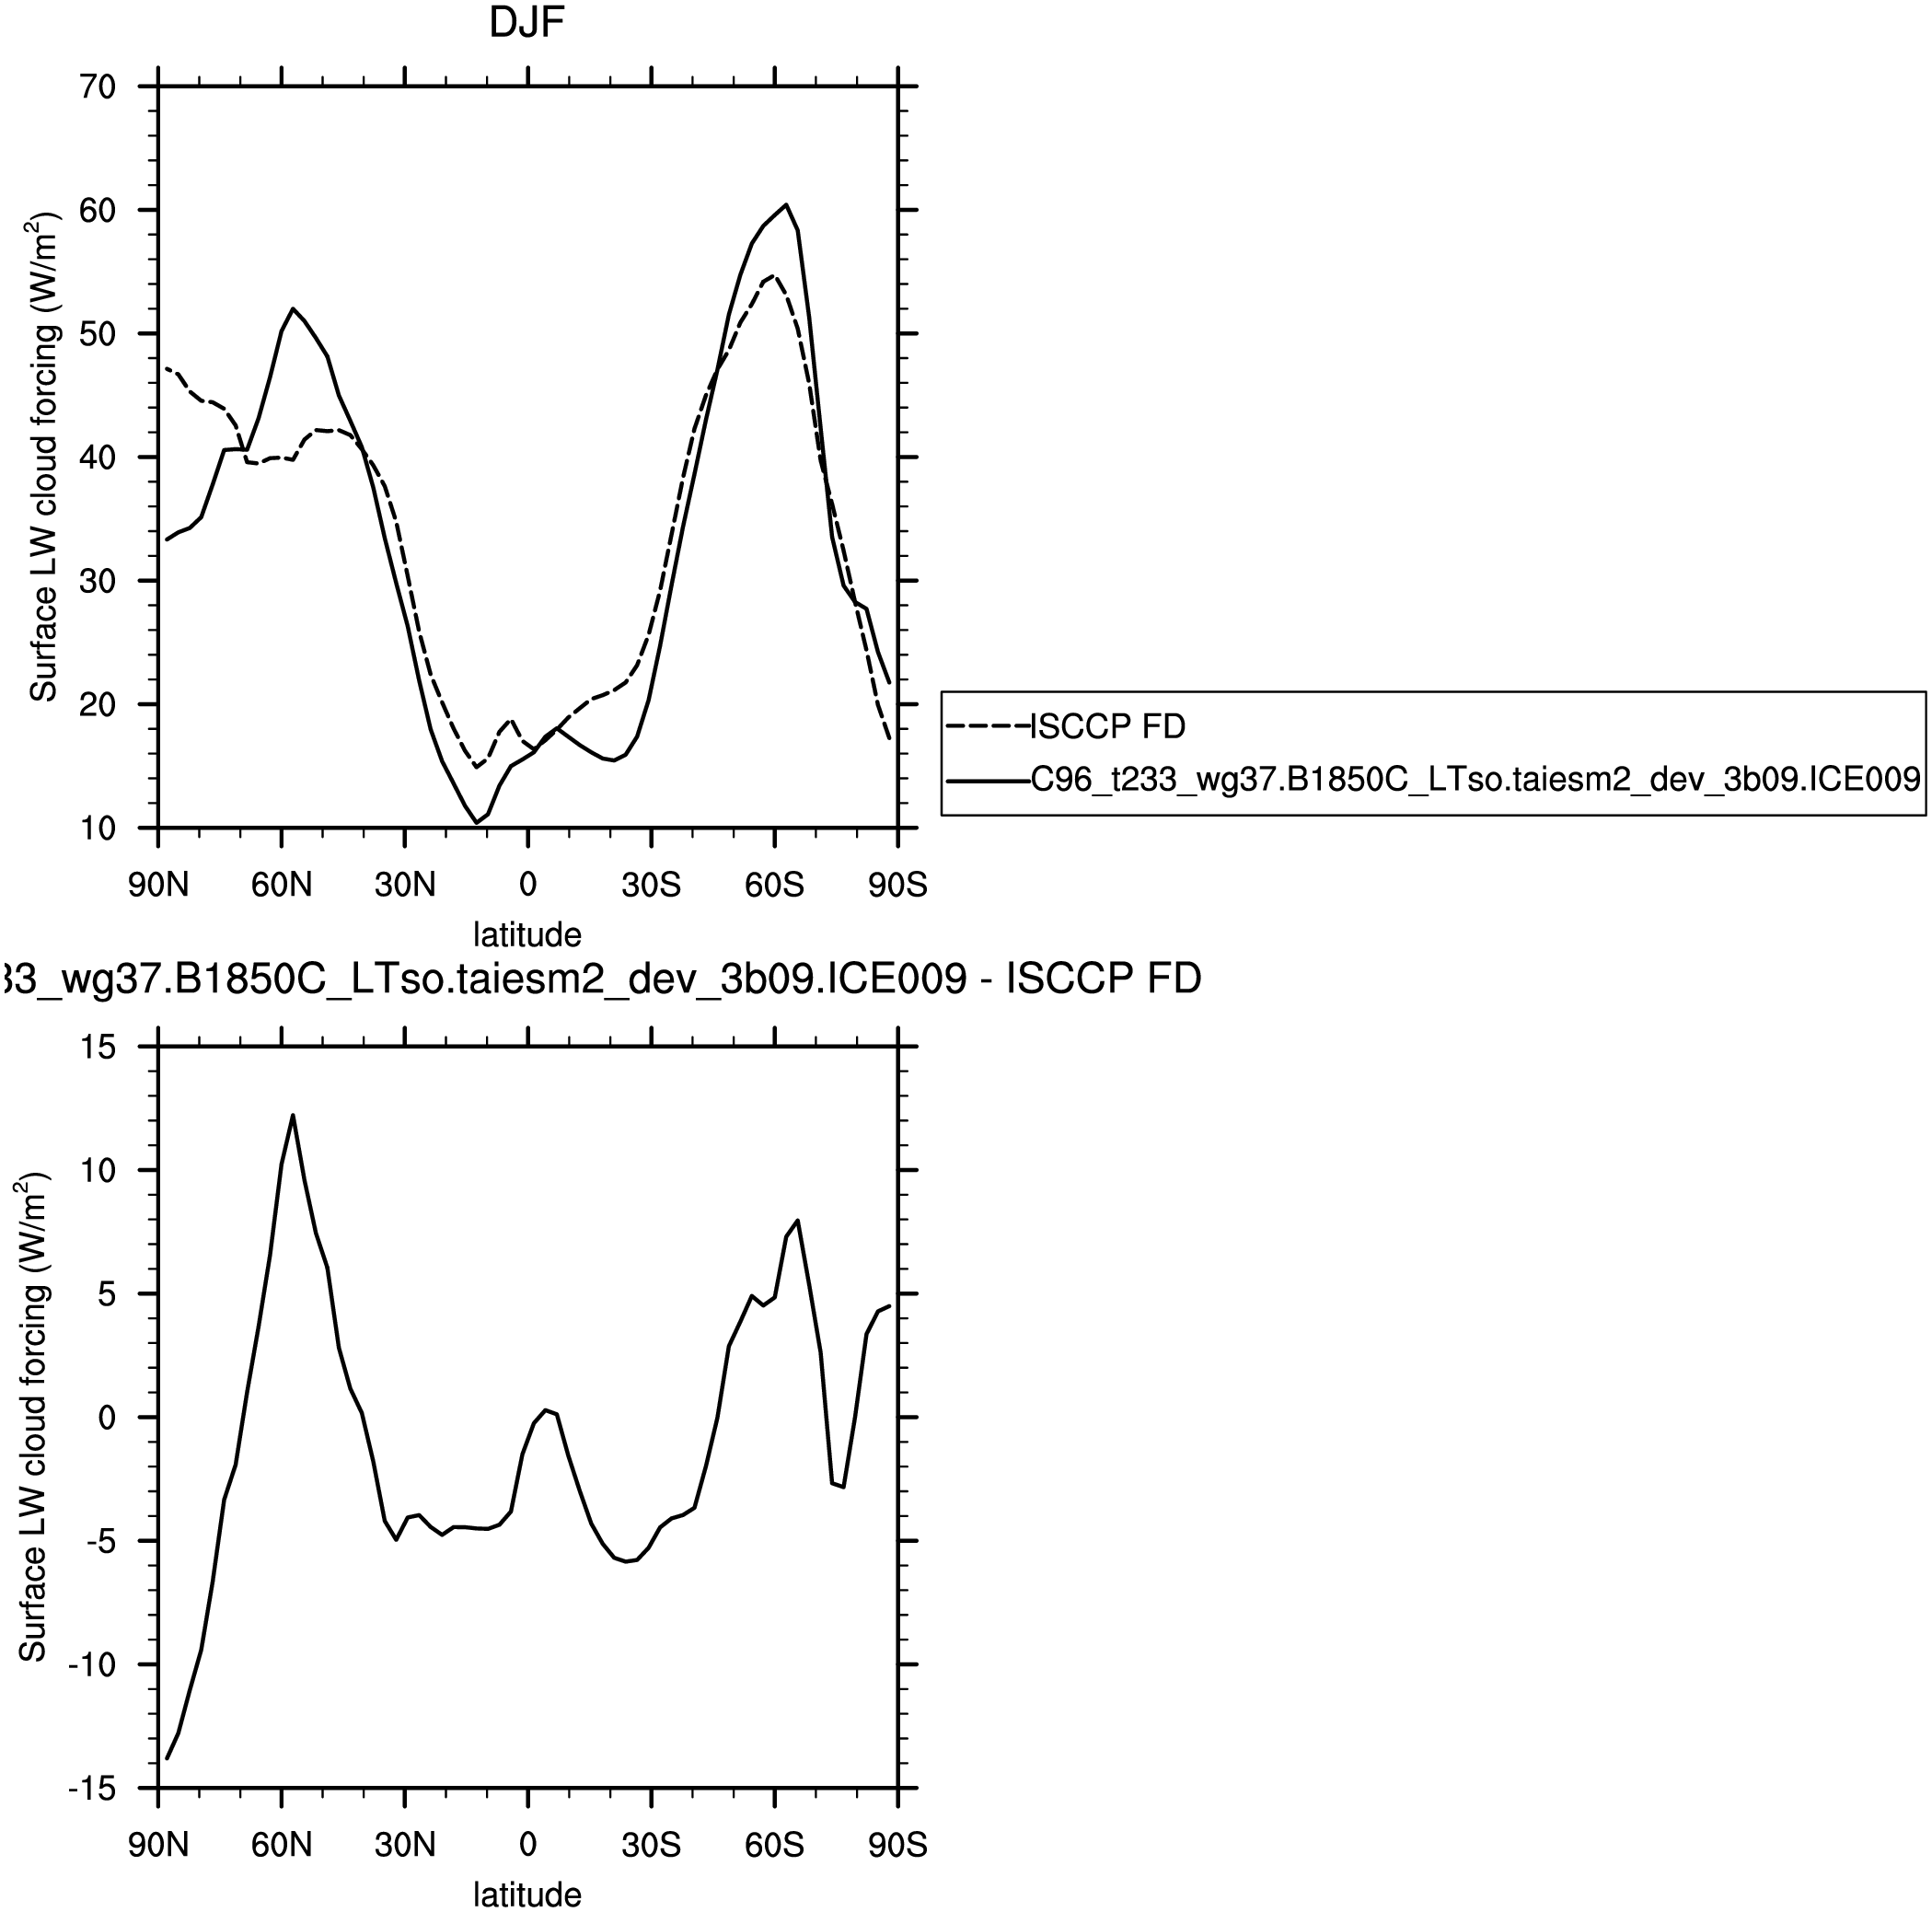 DJF
Surface LW cloud forcing (W/m²)
70
60
50
40
30
20
10
90N 60N 30N 0 30S 60S 90S
latitude
ISCCP FD
C96_t233_wg37.B1850C_LTso.taiesm2_dev_3b09.ICE009
33_wg37.B1850C_LTso.taiesm2_dev_3b09.ICE009 - ISCCP FD
Surface LW cloud forcing (W/m²)
15
10
5
0
-5
-10
-15
90N 60N 30N 0 30S 60S 90S
latitude